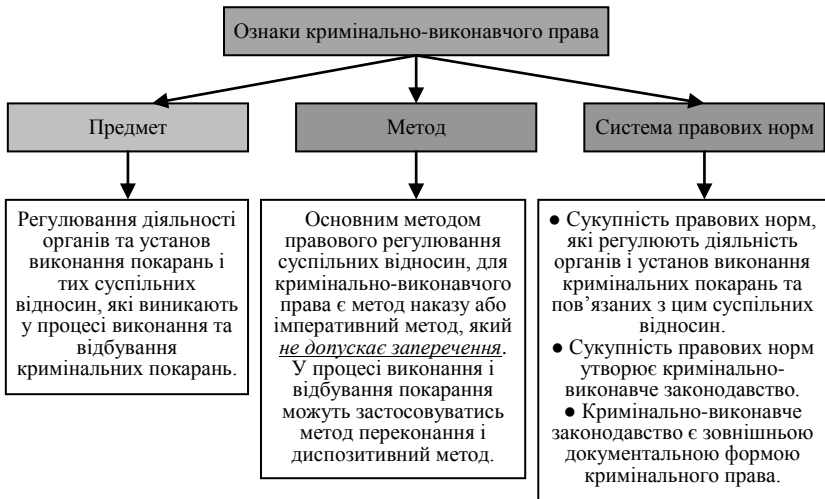 Ознаки кримінально-виконавчого права
Предмет
Метод
Система правових норм
Регулювання діяльності
органів та установ
виконання покарань і
тих суспільних
відносин, які виникають
у процесі виконання та
відбування
кримінальних покарань.
Основним методом
правового регулювання
суспільних відносин, для
кримінально-виконавчого
права є метод наказу або
імперативний метод, який
не допускає заперечення.
У процесі виконання і
відбування покарання
можуть застосовуватись
метод переконання і
диспозитивний метод.
● Сукупність правових норм,
які регулюють діяльність
органів і установ виконання
кримінальних покарань та
пов’язаних з цим суспільних
відносин.
● Сукупність правових норм
утворює кримінально-
виконавче законодавство.
● Кримінально-виконавче
законодавство є зовнішньою
документальною формою
кримінального права.